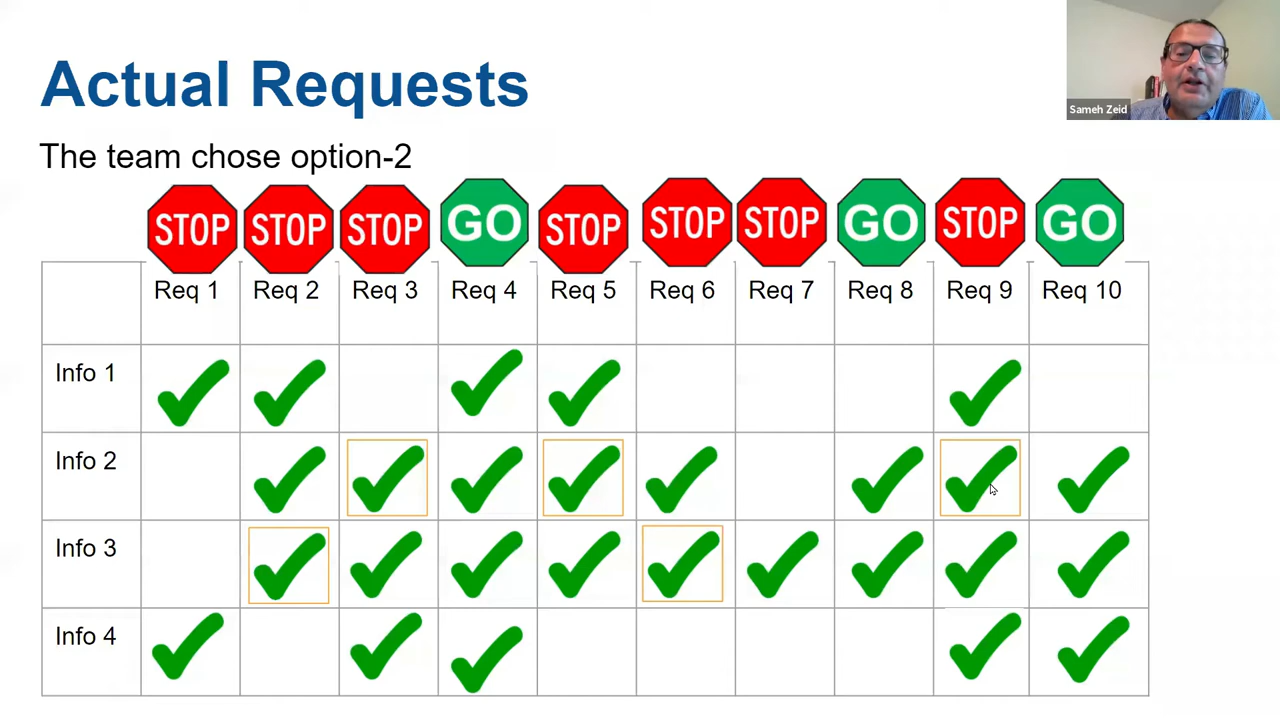 Actual Requests
Sameh Zeid
The team chose option-2
STOP STOP STOP GO STOP STOP STOP GO STOP GO
Req 1 Req 2 Req 3 Req 4 Req 5 Req 6 Req 7 Req 8 Req 9 Req 10
Info 1
Info 2
Info 3
Info 4